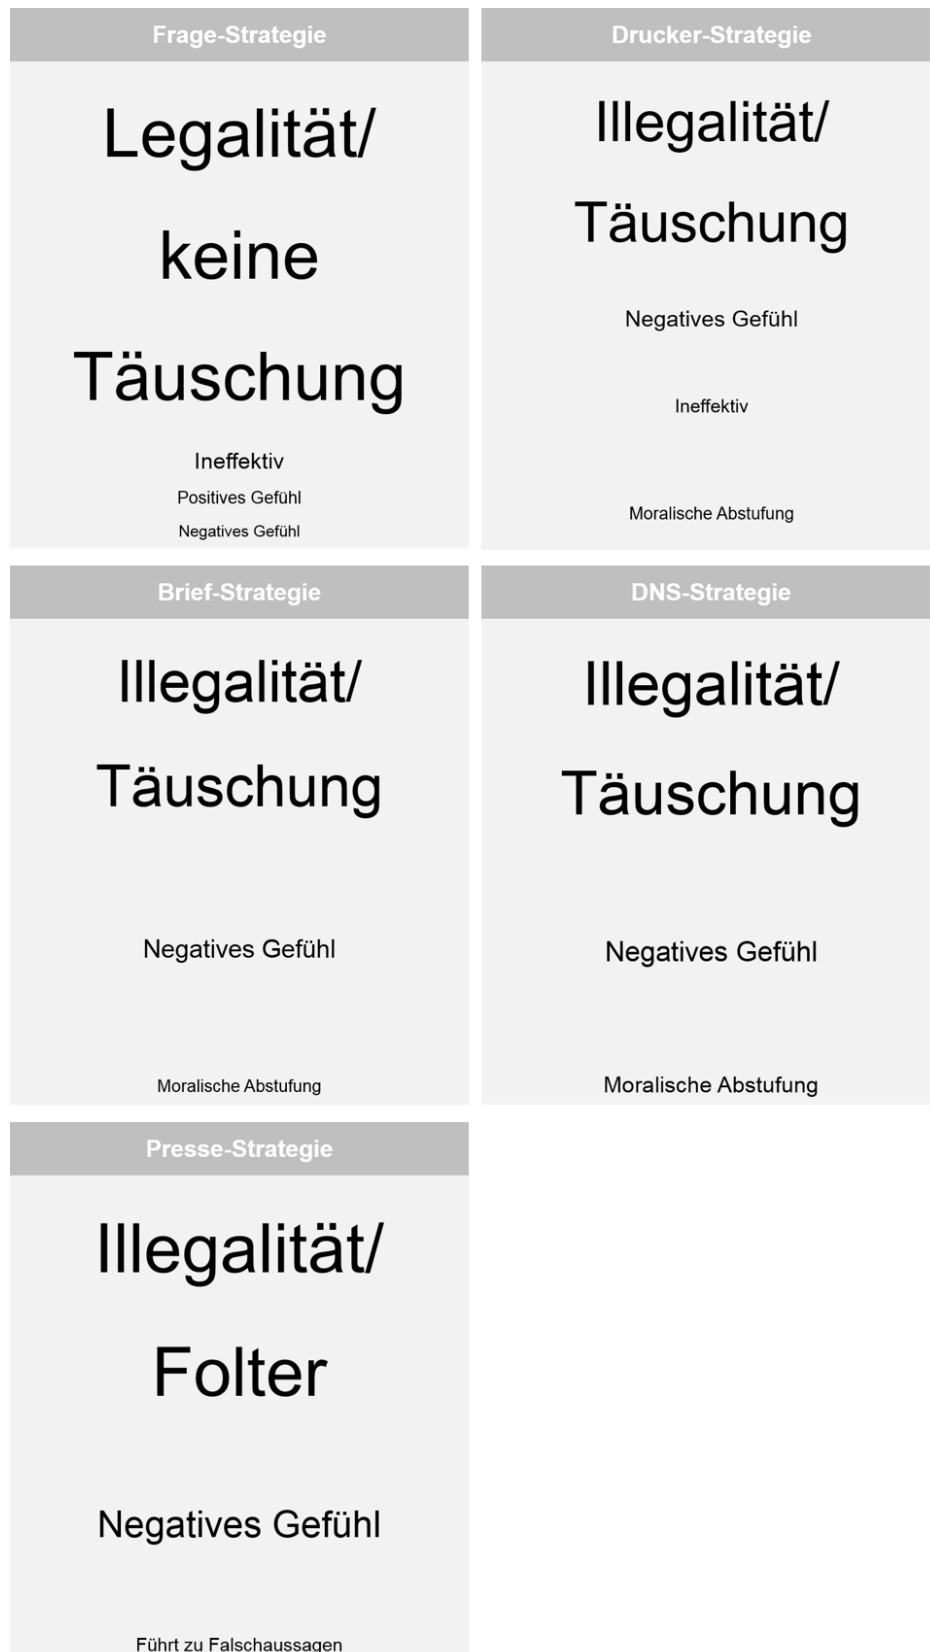 Frage-Strategie
Legalität/
keine
Täuschung
Ineffektiv
Positives Gefühl
Negatives Gefühl
Drucker-Strategie
Illegalität/
Täuschung
Negatives Gefühl
Ineffektiv
Moralische Abstufung
Brief-Strategie
Illegalität/
Täuschung
Negatives Gefühl
Moralische Abstufung
DNS-Strategie
Illegalität/
Täuschung
Negatives Gefühl
Moralische Abstufung
Presse-Strategie
Illegalität/
Folter
Negatives Gefühl
Führt zu Falschaussagen